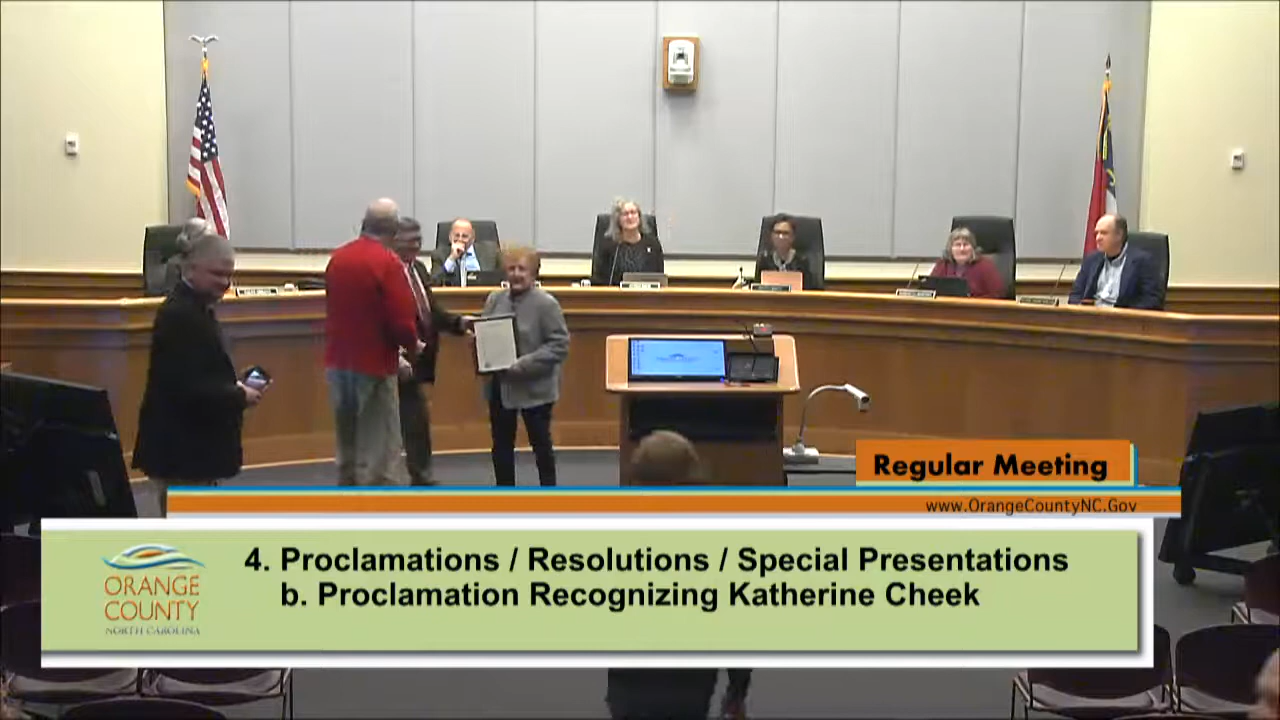 Regular Meeting
www.OrangeCountyNC.Gov
4. Proclamations / Resolutions / Special Presentations
b. Proclamation Recognizing Katherine Cheek
ORANGE
COUNTY
NORTH CAROLINA